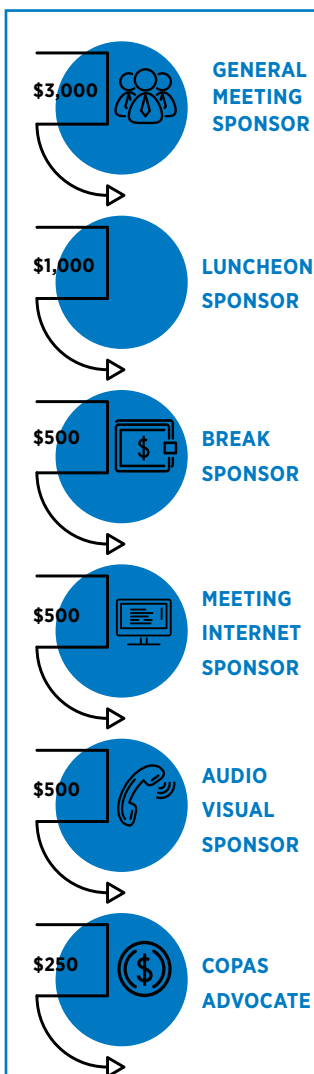 $3,000
GENERAL
MEETING
SPONSOR
$1,000
LUNCHEON
SPONSOR
$500
BREAK
SPONSOR
$500
MEETING
INTERNET
SPONSOR
$500
AUDIO
VISUAL
SPONSOR
$250
COPAS
ADVOCATE